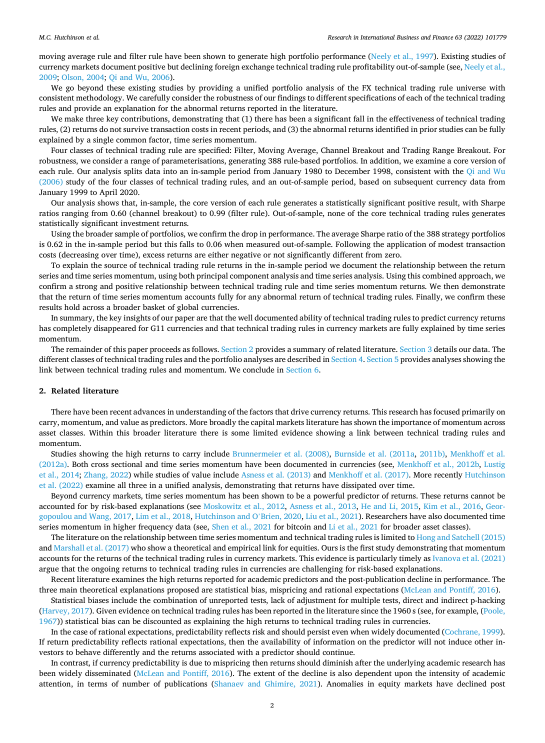 M.C. Hutchinson et al.
Research in International Business and Finance 63 (2022) 101779
moving average rule and filter rule have been shown to generate high portfolio performance (Neely et al., 1997). Existing studies of
currency markets document positive but declining foreign exchange technical trading rule profitability out-of-sample (see, Neely et al.,
2009; Olson, 2004; Qi and Wu, 2006).
We go beyond these existing studies by providing a unified portfolio analysis of the FX technical trading rule universe with
consistent methodology. We carefully consider the robustness of our findings to different specifications of each of the technical trading
rules and provide an explanation for the abnormal returns reported in the literature.
We make three key contributions, demonstrating that (1) there has been a significant fall in the effectiveness of technical trading
rules, (2) returns do not survive transaction costs in recent periods, and (3) the abnormal returns identified in prior studies can be fully
explained by a single common factor, time series momentum.
Four classes of technical trading rule are specified: Filter, Moving Average, Channel Breakout and Trading Range Breakout. For
robustness, we consider a range of parameterisations, generating 388 rule-based portfolios. In addition, we examine a core version of
each rule. Our analysis splits data into an in-sample period from January 1980 to December 1998, consistent with the Qi and Wu
(2006) study of the four classes of technical trading rules, and an out-of-sample period, based on subsequent currency data from
January 1999 to April 2020.
Our analysis shows that, in-sample, the core version of each rule generates a statistically significant positive result, with Sharpe
ratios ranging from 0.60 (channel breakout) to 0.99 (filter rule). Out-of-sample, none of the core technical trading rules generates
statistically significant investment returns.
Using the broader sample of portfolios, we confirm the drop in performance. The average Sharpe ratio of the 388 strategy portfolios
is 0.62 in the in-sample period but this falls to 0.06 when measured out-of-sample. Following the application of modest transaction
costs (decreasing over time), excess returns are either negative or not significantly different from zero.
To explain the source of technical trading rule returns in the in-sample period we document the relationship between the return
series and time series momentum, using both principal component analysis and time series analysis. Using this combined approach, we
confirm a strong and positive relationship between technical trading rule and time series momentum returns. We then demonstrate
that the return of time series momentum accounts fully for any abnormal return of technical trading rules. Finally, we confirm these
results hold across a broader basket of global currencies.
In summary, the key insights of our paper are that the well documented ability of technical trading rules to predict currency returns
has completely disappeared for G11 currencies and that technical trading rules in currency markets are fully explained by time series
momentum.
The remainder of this paper proceeds as follows. Section 2 provides a summary of related literature. Section 3 details our data. The
different classes of technical trading rules and the portfolio analyses are described in Section 4. Section 5 provides analyses showing the
link between technical trading rules and momentum. We conclude in Section 6.
2. Related literature
There have been recent advances in understanding of the factors that drive currency returns. This research has focused primarily on
carry, momentum, and value as predictors. More broadly the capital markets literature has shown the importance of momentum across
asset classes. Within this broader literature there is some limited evidence showing a link between technical trading rules and
momentum.
Studies showing the high returns to carry include Brunnermeier et al. (2008), Burnside et al. (2011a, 2011b), Menkhoff et al.
(2012a). Both cross sectional and time series momentum have been documented in currencies (see, Menkhoff et al., 2012b, Lustig
et al., 2014; Zhang, 2022) while studies of value include Asness et al. (2013) and Menkhoff et al. (2017). More recently Hutchinson
et al. (2022) examine all three in a unified analysis, demonstrating that returns have dissipated over time.
Beyond currency markets, time series momentum has been shown to be a powerful predictor of returns. These returns cannot be
accounted for by risk-based explanations (see Moskowitz et al., 2012, Asness et al., 2013, He and Li, 2015, Kim et al., 2016, Geor-
gopoulou and Wang, 2017, Lim et al., 2018, Hutchinson and O'Brien, 2020, Liu et al., 2021). Researchers have also documented time
series momentum in higher frequency data (see, Shen et al., 2021 for bitcoin and Li et al., 2021 for broader asset classes).
The literature on the relationship between time series momentum and technical trading rules is limited to Hong and Satchell (2015)
and Marshall et al. (2017) who show a theoretical and empirical link for equities. Ours is the first study demonstrating that momentum
accounts for the returns of the technical trading rules in currency markets. This evidence is particularly timely as Ivanova et al. (2021)
argue that the ongoing returns to technical trading rules in currencies are challenging for risk-based explanations.
Recent literature examines the high returns reported for academic predictors and the post-publication decline in performance. The
three main theoretical explanations proposed are statistical bias, mispricing and rational expectations (McLean and Pontiff, 2016).
Statistical biases include the combination of unreported tests, lack of adjustment for multiple tests, direct and indirect p-hacking
(Harvey, 2017). Given evidence on technical trading rules has been reported in the literature since the 1960 s (see, for example, (Poole,
1967)) statistical bias can be discounted as explaining the high returns to technical trading rules in currencies.
In the case of rational expectations, predictability reflects risk and should persist even when widely documented (Cochrane, 1999).
If return predictability reflects rational expectations, then the availability of information on the predictor will not induce other in-
vestors to behave differently and the returns associated with a predictor should continue.
In contrast, if currency predictability is due to mispricing then returns should diminish after the underlying academic research has
been widely disseminated (McLean and Pontiff, 2016). The extent of the decline is also dependent upon the intensity of academic
attention, in terms of number of publications (Shanaev and Ghimire, 2021). Anomalies in equity markets have declined post
2